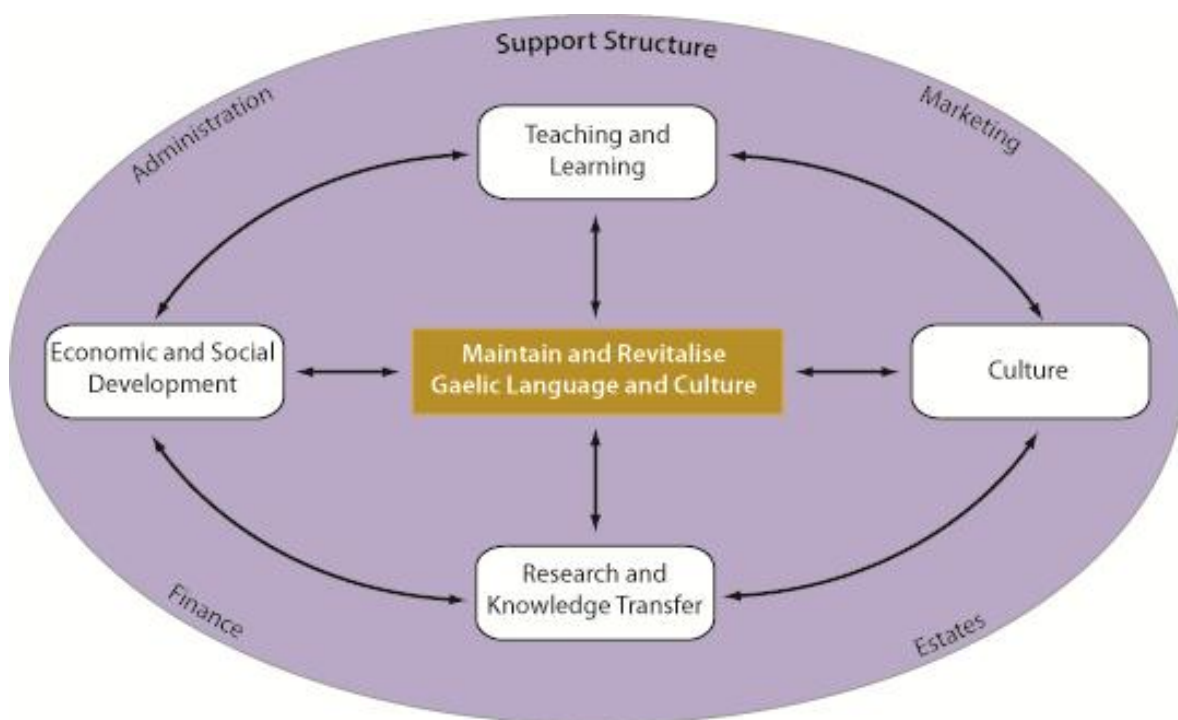 Support Structure
Administration
Marketing
Teaching and
Learning
Economic and Social
Development
Maintain and Revitalise
Gaelic Language and Culture
Culture
Research and
Knowledge Transfer
Finance
Estates